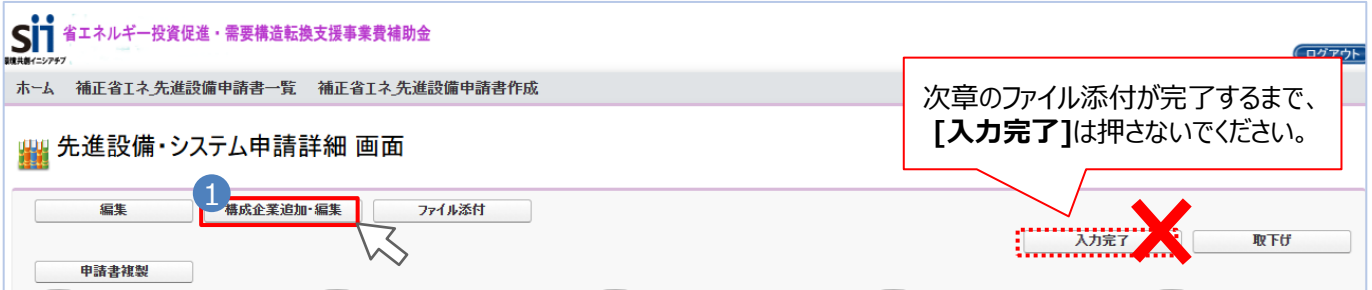 sii 省エネルギー投資促進・需要構造転換支援事業費補助金
環境共創イニシアチブ
ログアウト
ホーム 補正省エネ_先進設備申請書一覧 補正省エネ_先進設備申請書作成
次章のファイル添付が完了するまで、
[入力完了]は押さないでください。
先進設備・システム申請詳細 画面
1
編集 構成企業追加・編集 ファイル添付
入力完了 取下げ
申請書複製